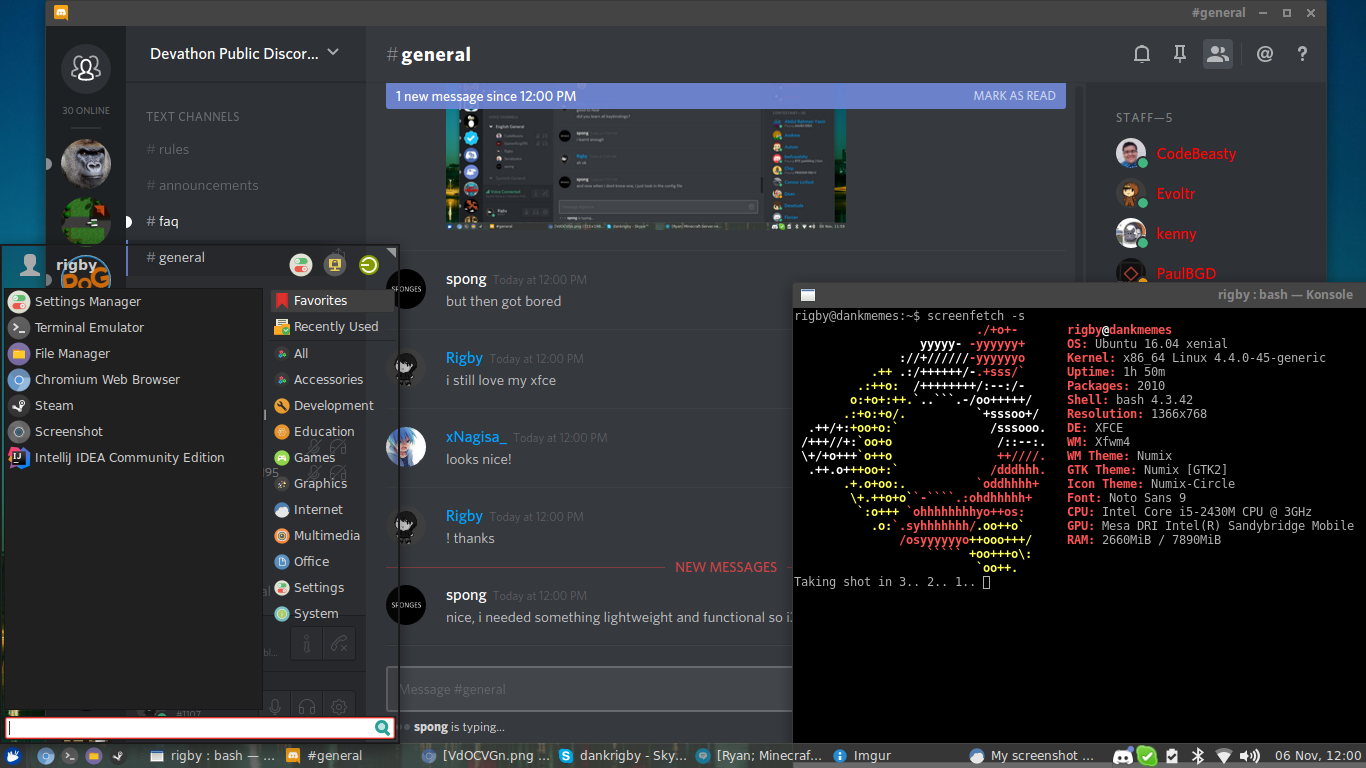 #general
Devathon Public Discor...
#general
30 ONLINE
TEXT CHANNELS
# rules
# announcements
# faq
# general
1 new message since 12:00 PM
MARK AS READ
spong
spong Today at 12:00 PM
but then got bored
Rigby Today at 12:00 PM
i still love my xfce
xNagisa_ Today at 12:00 PM
looks nice!
Rigby Today at 12:00 PM
! thanks
NEW MESSAGES
spong Today at 12:00 PM
nice, i needed something lightweight and functional so i
Message #general
spong is typing...
SPONGES
SPONGES
STAFF—5
CodeBeasty
Evoltr
kenny
PaulBGD
rigby
Settings Manager
Terminal Emulator
File Manager
Chromium Web Browser
Steam
Screenshot
IntelliJ IDEA Community Edition
Favorites
Recently Used
All
Accessories
Development
Education
Games
Graphics
Internet
Multimedia
Office
Settings
System
#1107
rigby : bash — Konsole
rigby@dankmemes:~$ screenfetch -s
rigby@dankmemes
OS: Ubuntu 16.04 xenial
Kernel: x86_64 Linux 4.4.0-45-generic
Uptime: 1h 50m
Packages: 2010
Shell: bash 4.3.42
Resolution: 1366x768
DE: XFCE
WM: Xfwm4
WM Theme: Numix
GTK Theme: Numix [GTK2]
Icon Theme: Numix-Circle
Font: Noto Sans 9
CPU: Intel Core i5-2430M CPU @ 3GHz
GPU: Mesa DRI Intel(R) Sandybridge Mobile
RAM: 2660MiB / 7890MiB
Taking shot in 3.. 2.. 1..
rigby : bash — ...
#general
[VdOCVGn.png ...
dankrigby - Sky...
[Ryan; Minecraf...
Imgur
My screenshot ...
06 Nov, 12:00